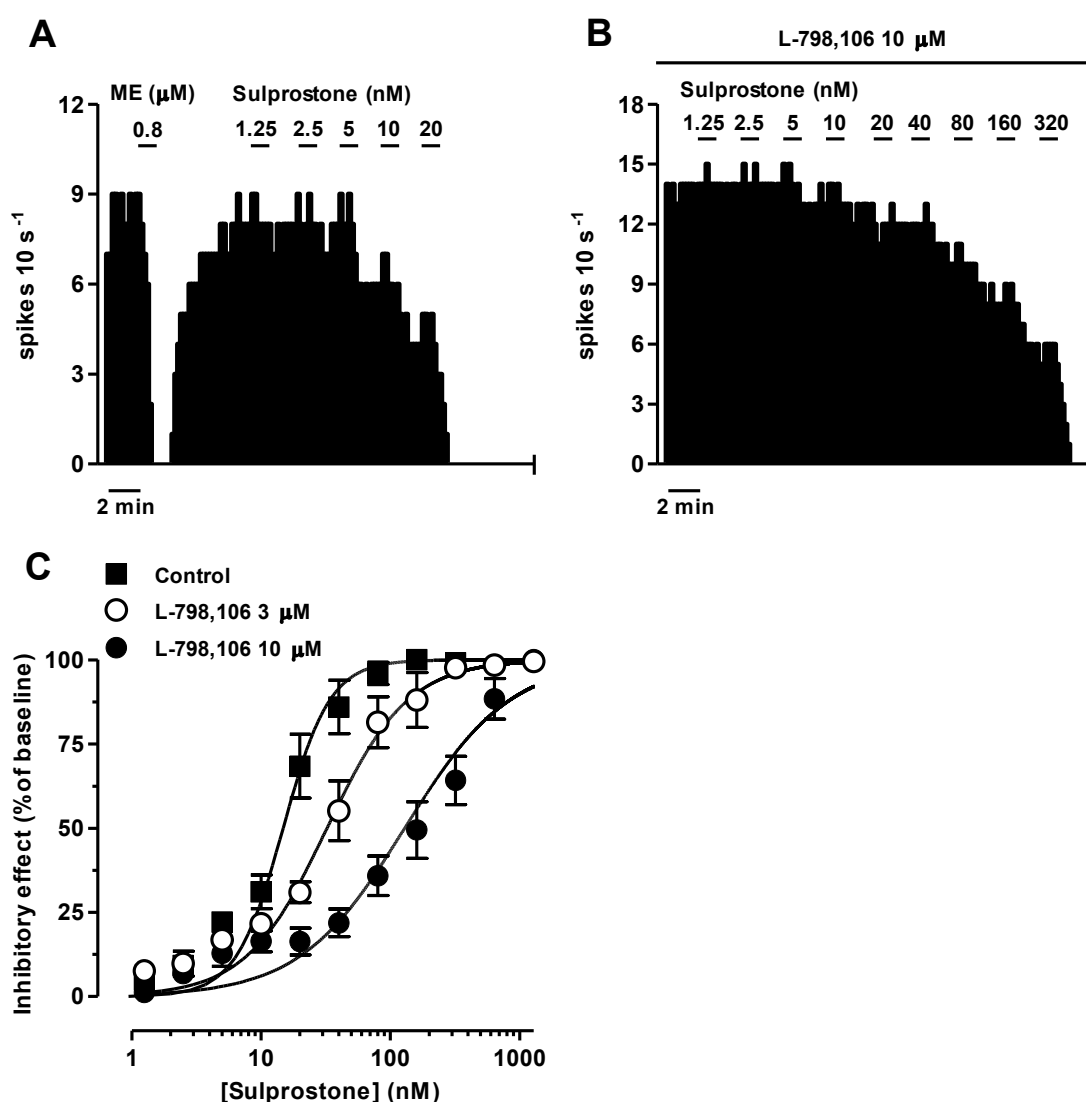 A
ME (μM)
Sulprostone (nM)
0.8
1.25 2.5 5 10 20
12
9
6
3
0
spikes 10 s⁻¹
2 min
B
L-798,106 10 μM
Sulprostone (nM)
1.25 2.5 5 10 20 40 80 160 320
18
15
12
9
6
3
0
spikes 10 s⁻¹
2 min
C
Control
L-798,106 3 μM
L-798,106 10 μM
100
75
50
25
0
Inhibitory effect (% of baseline)
1 10 100 1000
[Sulprostone] (nM)